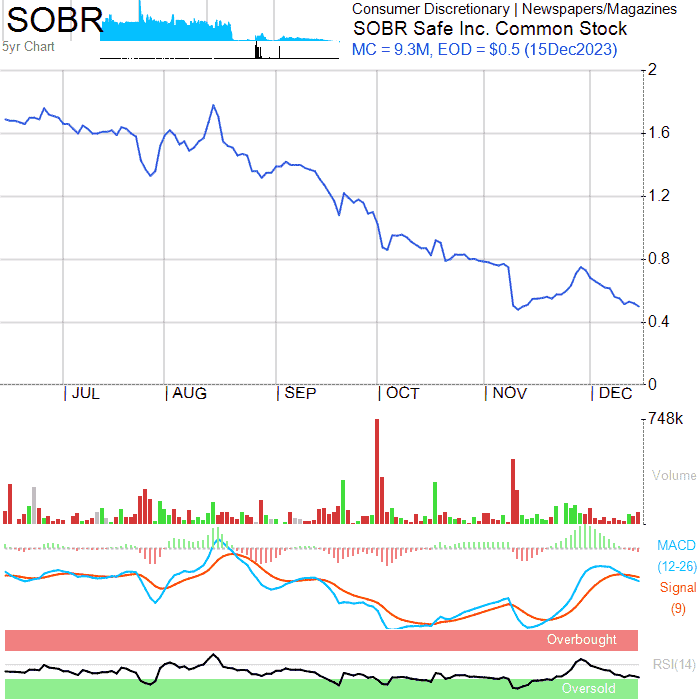 SOBR
5yr Chart
Consumer Discretionary | Newspapers/Magazines
SOBR Safe Inc. Common Stock
MC = 9.3M, EOD = $0.5 (15Dec2023)
2
1.6
1.2
0.8
0.4
0
JUL AUG SEP OCT NOV DEC
748k
Volume
MACD
(12-26)
Signal
(9)
Overbought
RSI(14)
Oversold